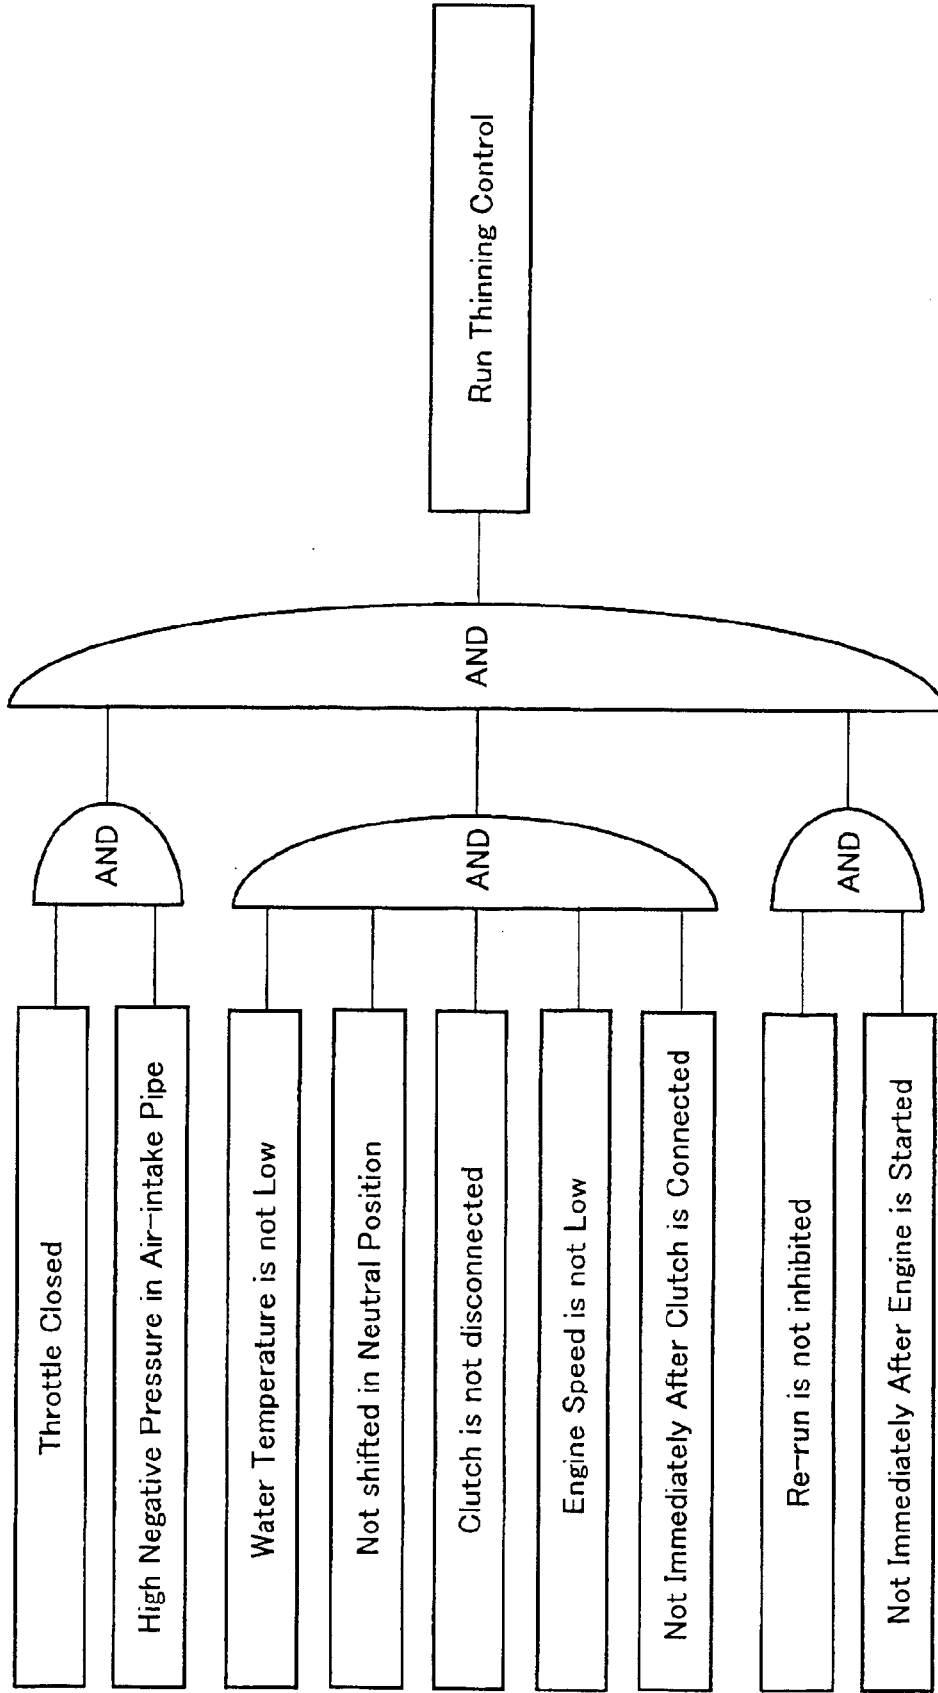 Throttle Closed
High Negative Pressure in Air-intake Pipe
Water Temperature is not Low
Not shifted in Neutral Position
Clutch is not disconnected
Engine Speed is not Low
Not Immediately After Clutch is Connected
Re-run is not inhibited
Not Immediately After Engine is Started
AND
AND
AND
AND
Run Thinning Control